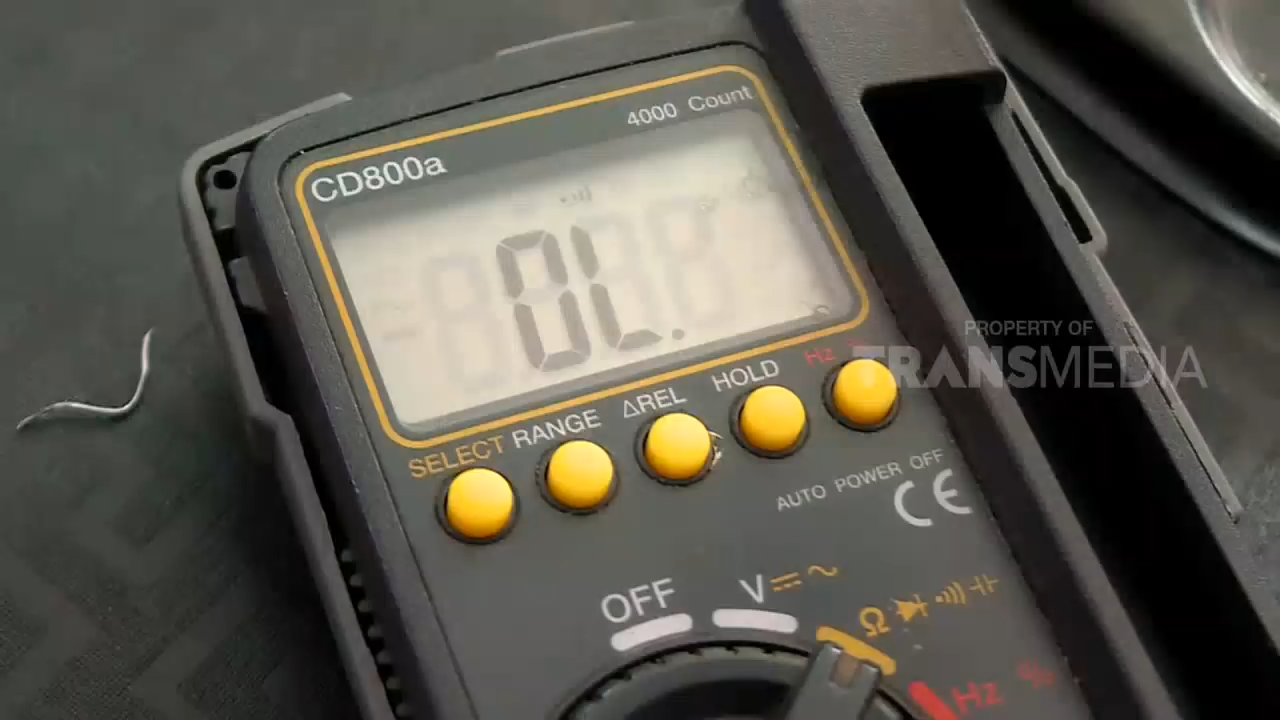 4000 Count
CD800a
OL.
PROPERTY OF
TRANSMEDIA
SELECT RANGE ΔREL HOLD Hz %
AUTO POWER OFF
CE
OFF V Ω
Hz %